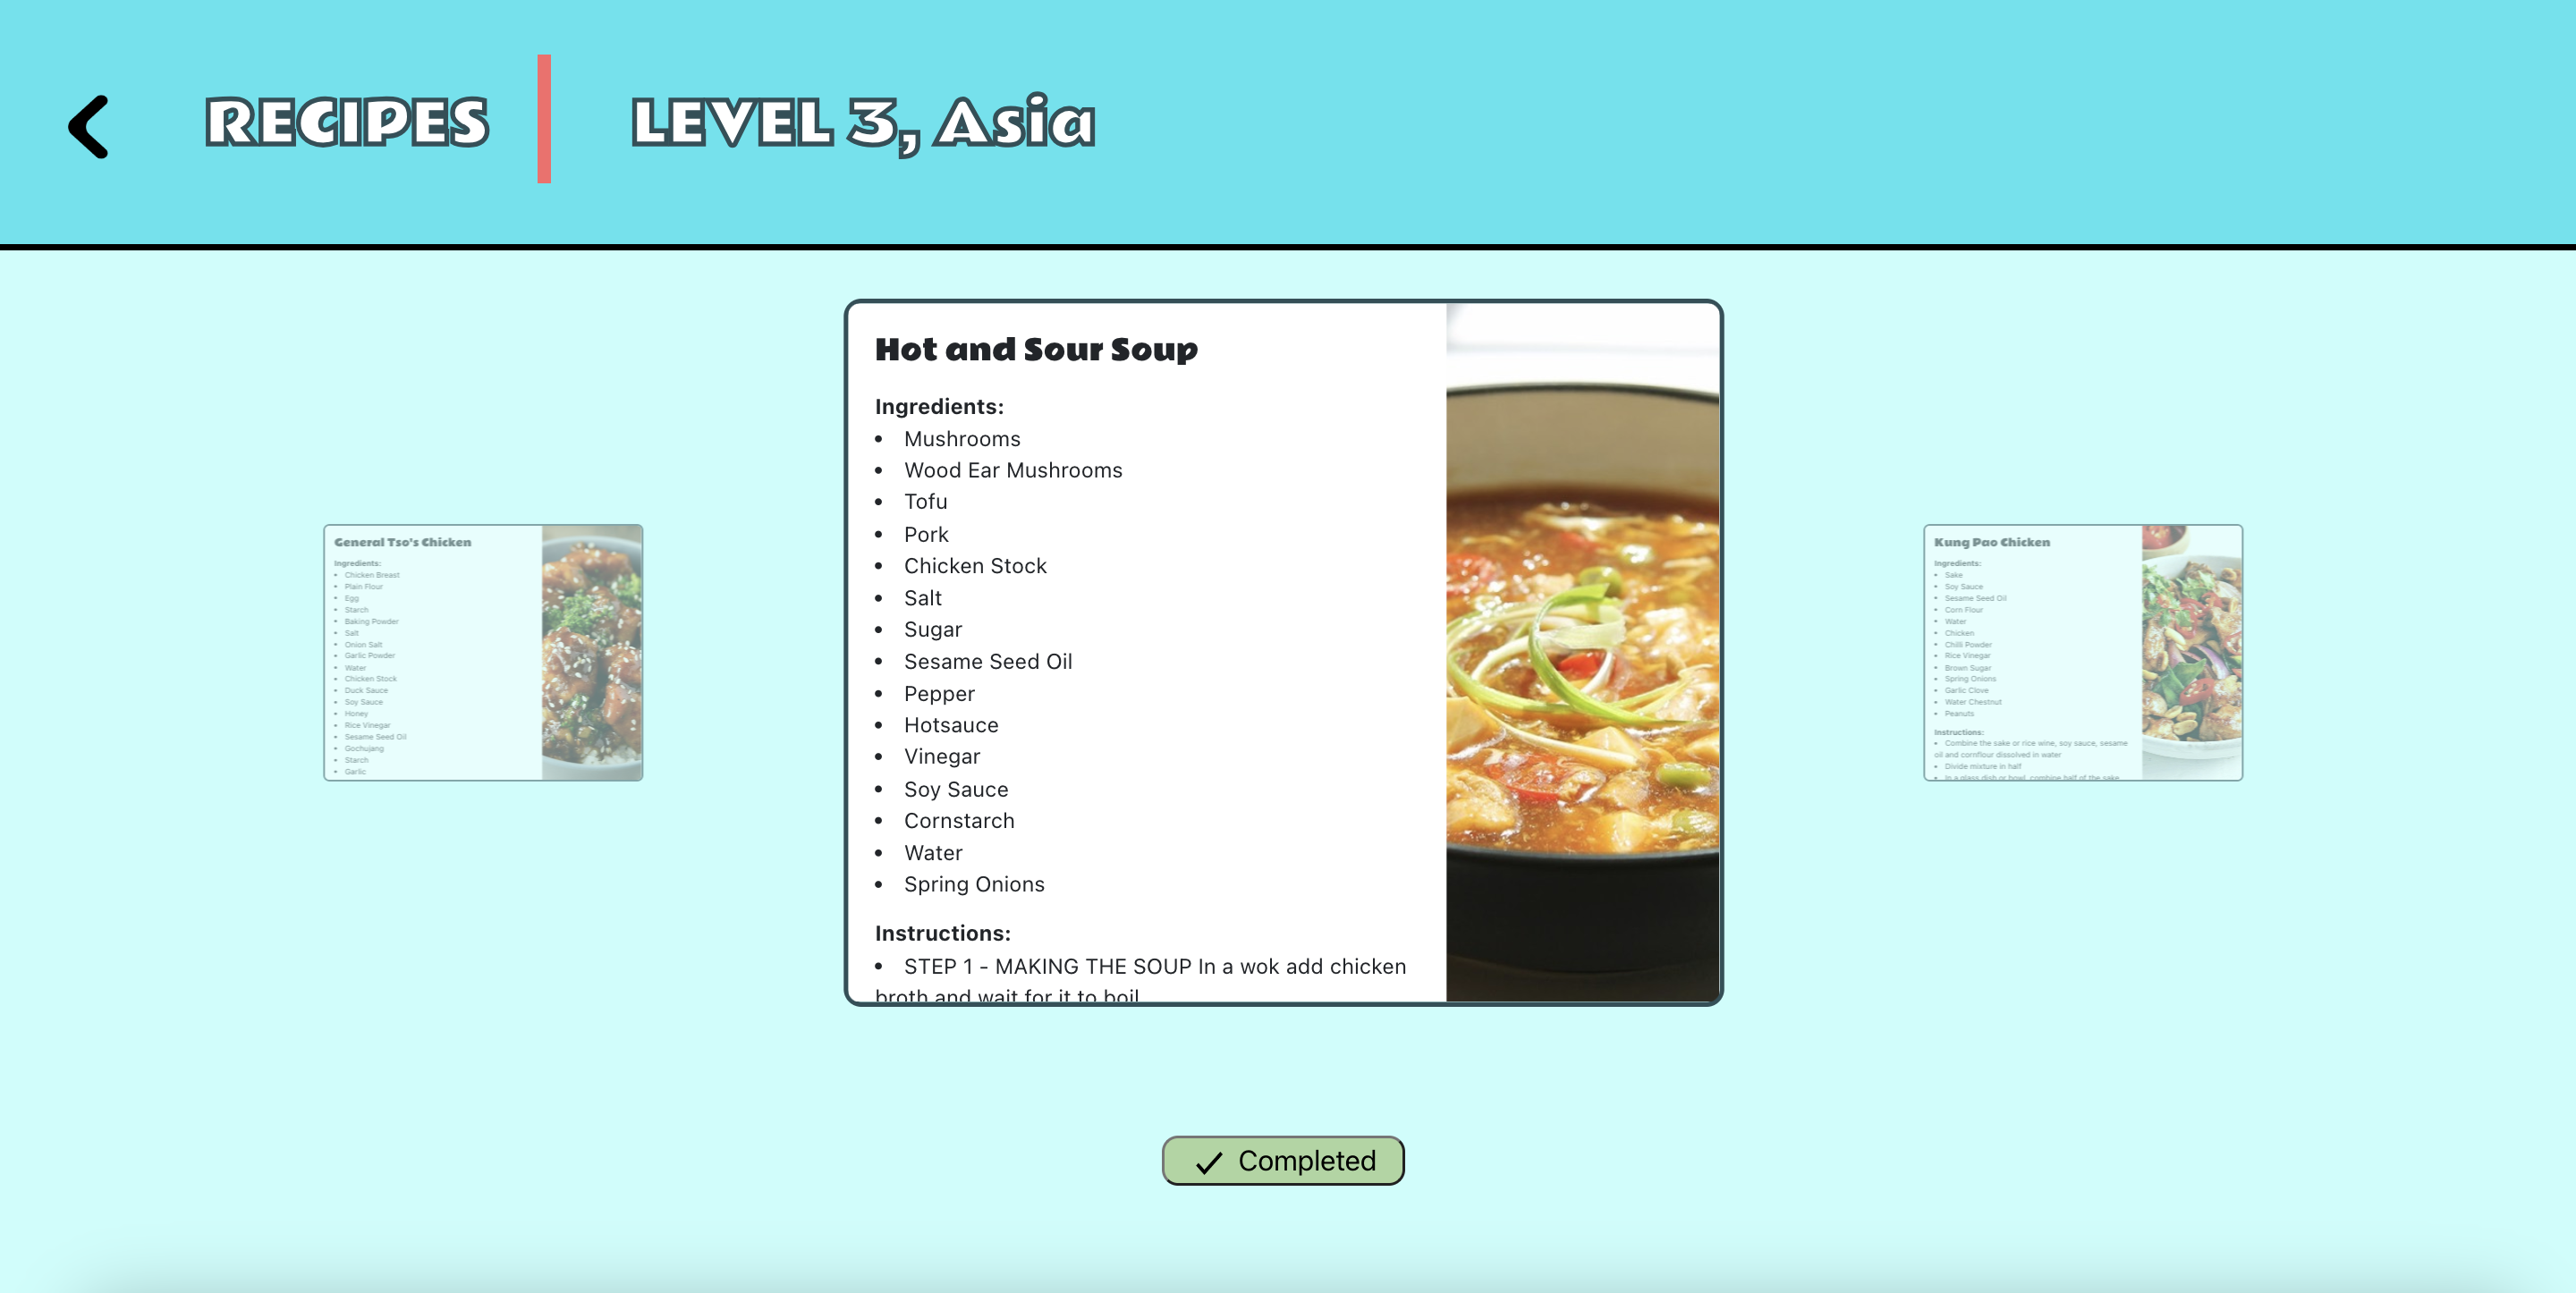 RECIPES
LEVEL 3, Asia
General Tso's Chicken
Ingredients:
• Chicken Breast
• Plain Flour
• Egg
• Starch
• Baking Powder
• Salt
• Onion Salt
• Garlic Powder
• Water
• Chicken Stock
• Duck Sauce
• Soy Sauce
• Honey
• Rice Vinegar
• Sesame Seed Oil
• Gochujang
• Starch
• Garlic
Hot and Sour Soup
Ingredients:
• Mushrooms
• Wood Ear Mushrooms
• Tofu
• Pork
• Chicken Stock
• Salt
• Sugar
• Sesame Seed Oil
• Pepper
• Hotsauce
• Vinegar
• Soy Sauce
• Cornstarch
• Water
• Spring Onions
Instructions:
• STEP 1 - MAKING THE SOUP In a wok add chicken
broth and wait for it to boil
Kung Pao Chicken
Ingredients:
• Sake
• Soy Sauce
• Sesame Seed Oil
• Corn Flour
• Water
• Chicken
• Chilli Powder
• Rice Vinegar
• Brown Sugar
• Spring Onions
• Garlic Clove
• Water Chestnut
• Peanuts
Instructions:
• Combine the sake or rice wine, soy sauce, sesame
oil and cornflour dissolved in water
• Divide mixture in half
• In a glass dish or bowl, combine half of the sake
Completed